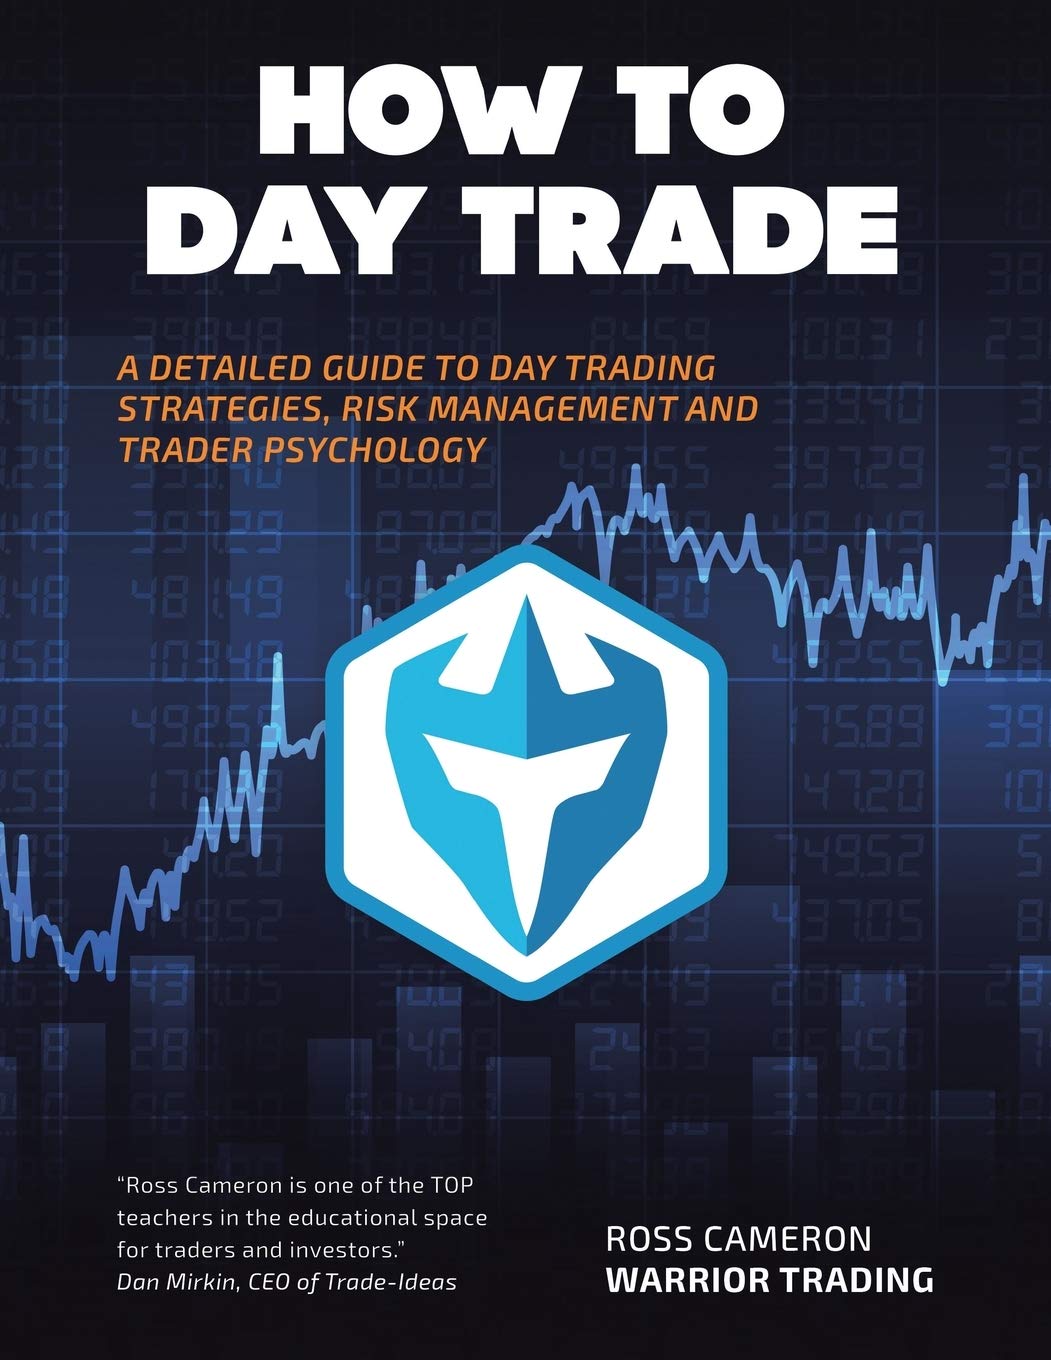 HOW TO
DAY TRADE
A DETAILED GUIDE TO DAY TRADING
STRATEGIES, RISK MANAGEMENT AND
TRADER PSYCHOLOGY
“Ross Cameron is one of the TOP
teachers in the educational space
for traders and investors.”
Dan Mirkin, CEO of Trade-Ideas
ROSS CAMERON
WARRIOR TRADING